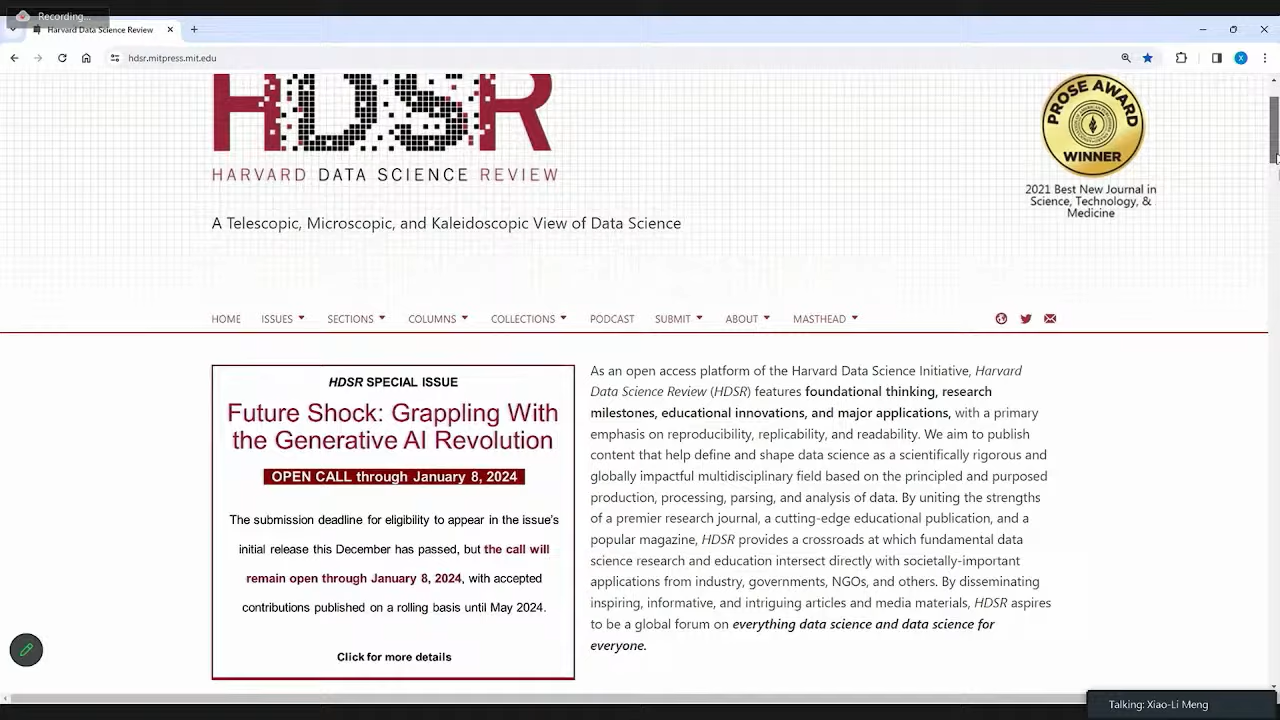 Recording...
Harvard Data Science Review
hdsr.mitpress.mit.edu
X
HDSR
HARVARD DATA SCIENCE REVIEW
A Telescopic, Microscopic, and Kaleidoscopic View of Data Science
PROSE AWARD
WINNER
2021 Best New Journal in
Science, Technology, &
Medicine
HOME ISSUES SECTIONS COLUMNS COLLECTIONS PODCAST SUBMIT ABOUT MASTHEAD
HDSR SPECIAL ISSUE
Future Shock: Grappling With
the Generative AI Revolution
OPEN CALL through January 8, 2024
The submission deadline for eligibility to appear in the issue's
initial release this December has passed, but the call will
remain open through January 8, 2024, with accepted
contributions published on a rolling basis until May 2024.
Click for more details
As an open access platform of the Harvard Data Science Initiative, Harvard
Data Science Review (HDSR) features foundational thinking, research
milestones, educational innovations, and major applications, with a primary
emphasis on reproducibility, replicability, and readability. We aim to publish
content that help define and shape data science as a scientifically rigorous and
globally impactful multidisciplinary field based on the principled and purposed
production, processing, parsing, and analysis of data. By uniting the strengths
of a premier research journal, a cutting-edge educational publication, and a
popular magazine, HDSR provides a crossroads at which fundamental data
science research and education intersect directly with societally-important
applications from industry, governments, NGOs, and others. By disseminating
inspiring, informative, and intriguing articles and media materials, HDSR aspires
to be a global forum on everything data science and data science for
everyone.
Talking: Xiao-Li Meng